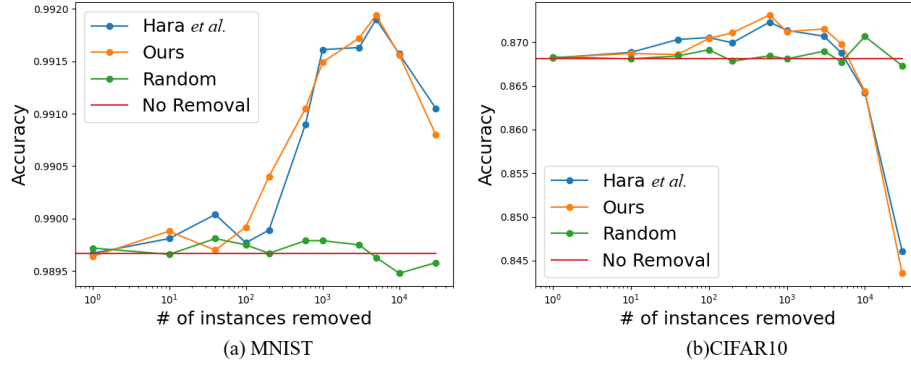 0.9920
0.9915
0.9910
0.9905
0.9900
0.9895
Accuracy
Hara et al.
Ours
Random
No Removal
10^0
10^1
10^2
10^3
10^4
# of instances removed
(a) MNIST
0.870
0.865
0.860
0.855
0.850
0.845
Accuracy
Hara et al.
Ours
Random
No Removal
10^0
10^1
10^2
10^3
10^4
# of instances removed
(b)CIFAR10